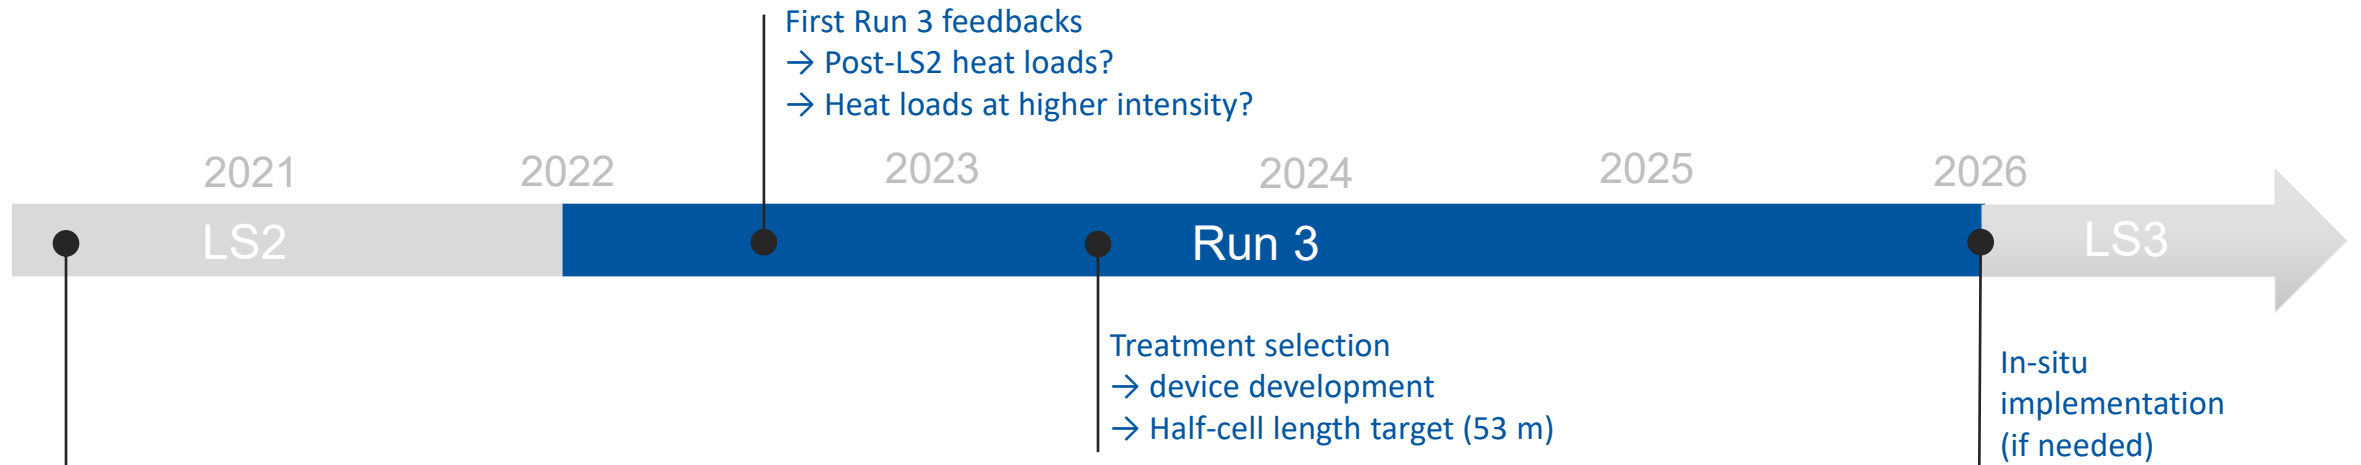 First Run 3 feedbacks
→ Post-LS2 heat loads?
→ Heat loads at higher intensity?
2021
2022
2023
2024
2025
2026
LS2
Run 3
LS3
Treatment selection
→ device development
→ Half-cell length target (53 m)
In-situ
implementation
(if needed)